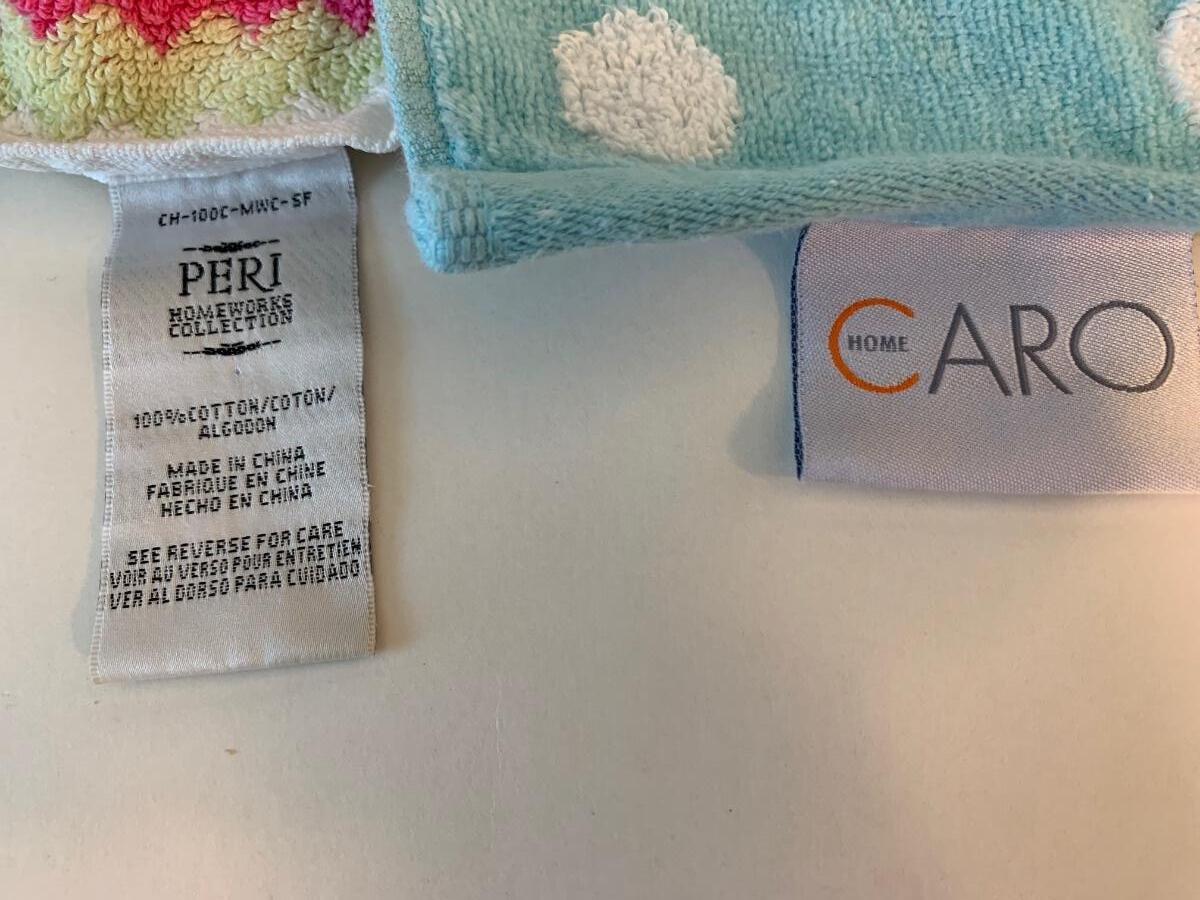 CH-100C-MWC-SF
PERI
HOMEWORKS
COLLECTION
100%COTTON/COTON/
ALGODON
MADE IN CHINA
FABRIQUE EN CHINE
HECHO EN CHINA
SEE REVERSE FOR CARE
VOIR AU VERSO POUR ENTRETIEN
VER AL DORSO PARA CUIDADO
CARO
HOME